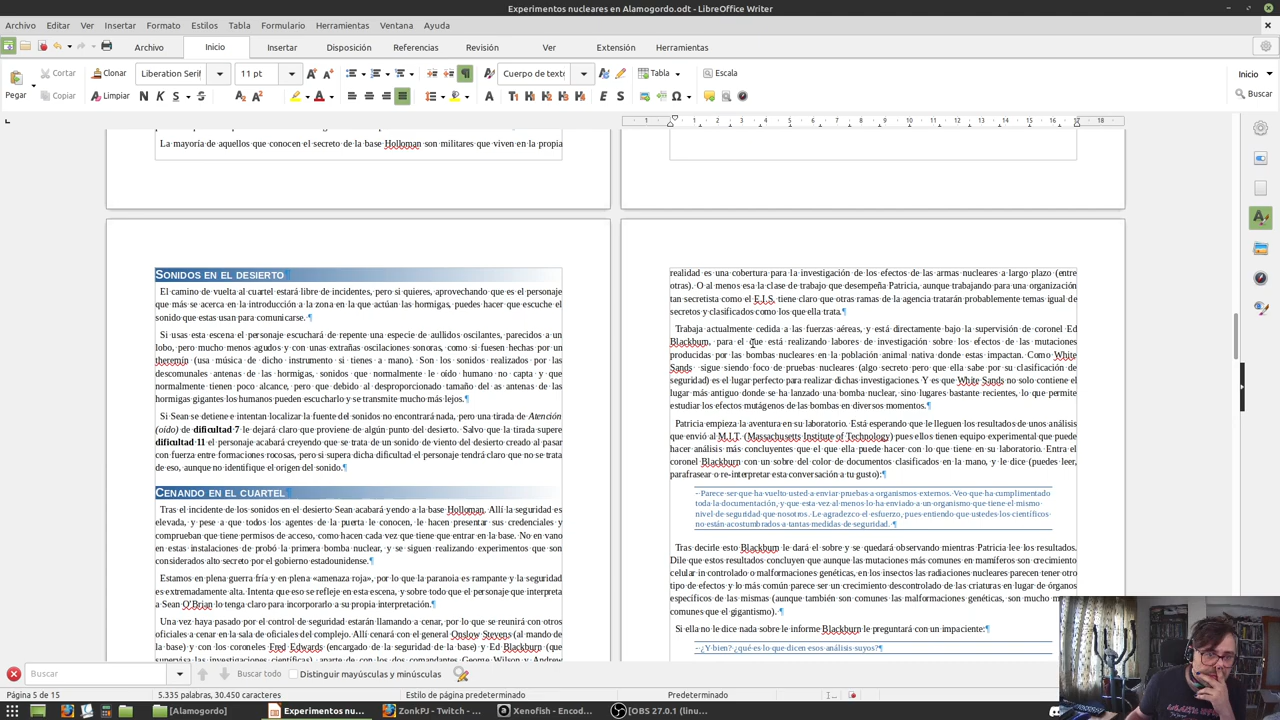 Experimentos nucleares en Alamogordo.odt - LibreOffice Writer
Archivo Editar Ver Insertar Formato Estilos Tabla Formulario Herramientas Ventana Ayuda
Archivo Inicio Insertar Disposición Referencias Revisión Ver Extensión Herramientas
Pegar Cortar Clonar Liberation Serif 11 pt Cuerpo de texto Tabla Escala Inicio
Copiar Limpiar N K S S Buscar
1 1 2 3 4 5 6 7 8 9 10 11 12 13 14 15 16 17 18
La mayoría de aquellos que conocen el secreto de la base Holloman son militares que viven en la propia
SONIDOS EN EL DESIERTO¶
El camino de vuelta al cuartel estará libre de incidentes, pero si quieres, aprovechando que es el personaje
que más se acerca en la introducción a la zona en la que actúan las hormigas, puedes hacer que escuche el
sonido que estas usan para comunicarse. ¶
Si usas esta escena el personaje escuchará de repente una especie de aullidos oscilantes, parecidos a un
lobo, pero mucho menos agudos y con unas extrañas oscilaciones sonoras, como si fuesen hechas por un
theremin (usa música de dicho instrumento si tienes a mano). Son los sonidos realizados por las
descomunales antenas de las hormigas, sonidos que normalmente le oído humano no capta y que
normalmente tienen poco alcance, pero que debido al desproporcionado tamaño del as antenas de las
hormigas gigantes los humanos pueden escucharlo y se transmite mucho más lejos.¶
Si Sean se detiene e intentan localizar la fuente del sonidos no encontrará nada, pero una tirada de Atención
(oído) de dificultad 7 le dejará claro que proviene de algún punto del desierto. Salvo que la tirada supere
dificultad 11 el personaje acabará creyendo que se trata de un sonido de viento del desierto creado al pasar
con fuerza entre formaciones rocosas, pero si supera dicha dificultad el personaje tendrá claro que no se trata
de eso, aunque no identifique el origen del sonido.¶
CENANDO EN EL CUARTEL¶
Tras el incidente de los sonidos en el desierto Sean acabará yendo a la base Holloman. Allí la seguridad es
elevada, y pese a que todos los agentes de la puerta le conocen, le hacen presentar sus credenciales y
comprueban que tiene permisos de acceso, como hacen cada vez que tiene que entrar en la base. No en vano
en estas instalaciones de probó la primera bomba nuclear, y se siguen realizando experimentos que son
considerados alto secreto por el gobierno estadounidense.¶
Estamos en plena guerra fría y en plena «amenaza roja», por lo que la paranoia es rampante y la seguridad
es extremadamente alta. Intenta que eso se refleje en esta escena, y sobre todo que el personaje que interpreta
a Sean O'Brian lo tenga claro para incorporarlo a su propia interpretación.¶
Una vez haya pasado por el control de seguridad estarán llamando a cenar, por lo que se reunirá con otros
oficiales a cenar en la sala de oficiales del complejo. Allí cenarán con el general Onslow Stevens (al mando de
la base) y con los coroneles Fred Edwards (encargado de la seguridad de la base) y Ed Blackburn (que
supervisa las investigaciones científicas), aparte de con los dos comandantes, George Wilson y Andrew
realidad es una cobertura para la investigación de los efectos de las armas nucleares a largo plazo (entre
otras). O al menos esa la clase de trabajo que desempeña Patricia, aunque trabajando para una organización
tan secretista como el E.I.S. tiene claro que otras ramas de la agencia tratarán probablemente temas igual de
secretos y clasificados como los que ella trata.¶
Trabaja actualmente cedida a las fuerzas aéreas, y está directamente bajo la supervisión de coronel Ed
Blackburn, para el que está realizando labores de investigación sobre los efectos de las mutaciones
producidas por las bombas nucleares en la población animal nativa donde estas impactan. Como White
Sands sigue siendo foco de pruebas nucleares (algo secreto pero que ella sabe por su clasificación de
seguridad) es el lugar perfecto para realizar dichas investigaciones. Y es que White Sands no solo contiene el
lugar más antiguo donde se ha lanzado una bomba nuclear, sino lugares bastante recientes, lo que permite
estudiar los efectos mutágenos de las bombas en diversos momentos.¶
Patricia empieza la aventura en su laboratorio. Está esperando que le lleguen los resultados de unos análisis
que envió al M.I.T. (Massachusetts Institute of Technology) pues ellos tienen equipo experimental que puede
hacer análisis más concluyentes que el que ella puede hacer con lo que tiene en su laboratorio. Entra el
coronel Blackburn con un sobre del color de documentos clasificados en la mano, y le dice (puedes leer,
parafrasear o re-interpretar esta conversación a tu gusto):¶
- Parece ser que ha vuelto usted a enviar pruebas a organismos externos. Veo que ha cumplimentado
toda la documentación, y que esta vez al menos lo ha enviado a un organismo que tiene el mismo
nivel de seguridad que nosotros. Le agradezco el esfuerzo, pues entiendo que ustedes los científicos
no están acostumbrados a tantas medidas de seguridad. ¶
Tras decirle esto Blackburn le dará el sobre y se quedará observando mientras Patricia lee los resultados.
Dile que estos resultados concluyen que aunque las mutaciones más comunes en mamíferos son crecimiento
celular in controlado o malformaciones genéticas, en los insectos las radiaciones nucleares parecen tener otro
tipo de efectos y lo más común parece ser un crecimiento descontrolado de las criaturas en lugar de órganos
específicos de las mismas (aunque también son comunes las malformaciones genéticas, son mucho m
comunes que el gigantismo). ¶
Si ella no le dice nada sobre le informe Blackburn le preguntará con un impaciente:¶
- ¿Y bien? ¿qué es lo que dicen esos análisis suyos?¶
Buscar Buscar todo Distinguir mayúsculas y minúsculas
Página 5 de 15 5.335 palabras, 30.450 caracteres Estilo de página predeterminado Predeterminado
[Alamogordo] Experimentos nu... ZonkPJ - Twitch - ... Xenofish - Encod... [OBS 27.0.1 (linu...